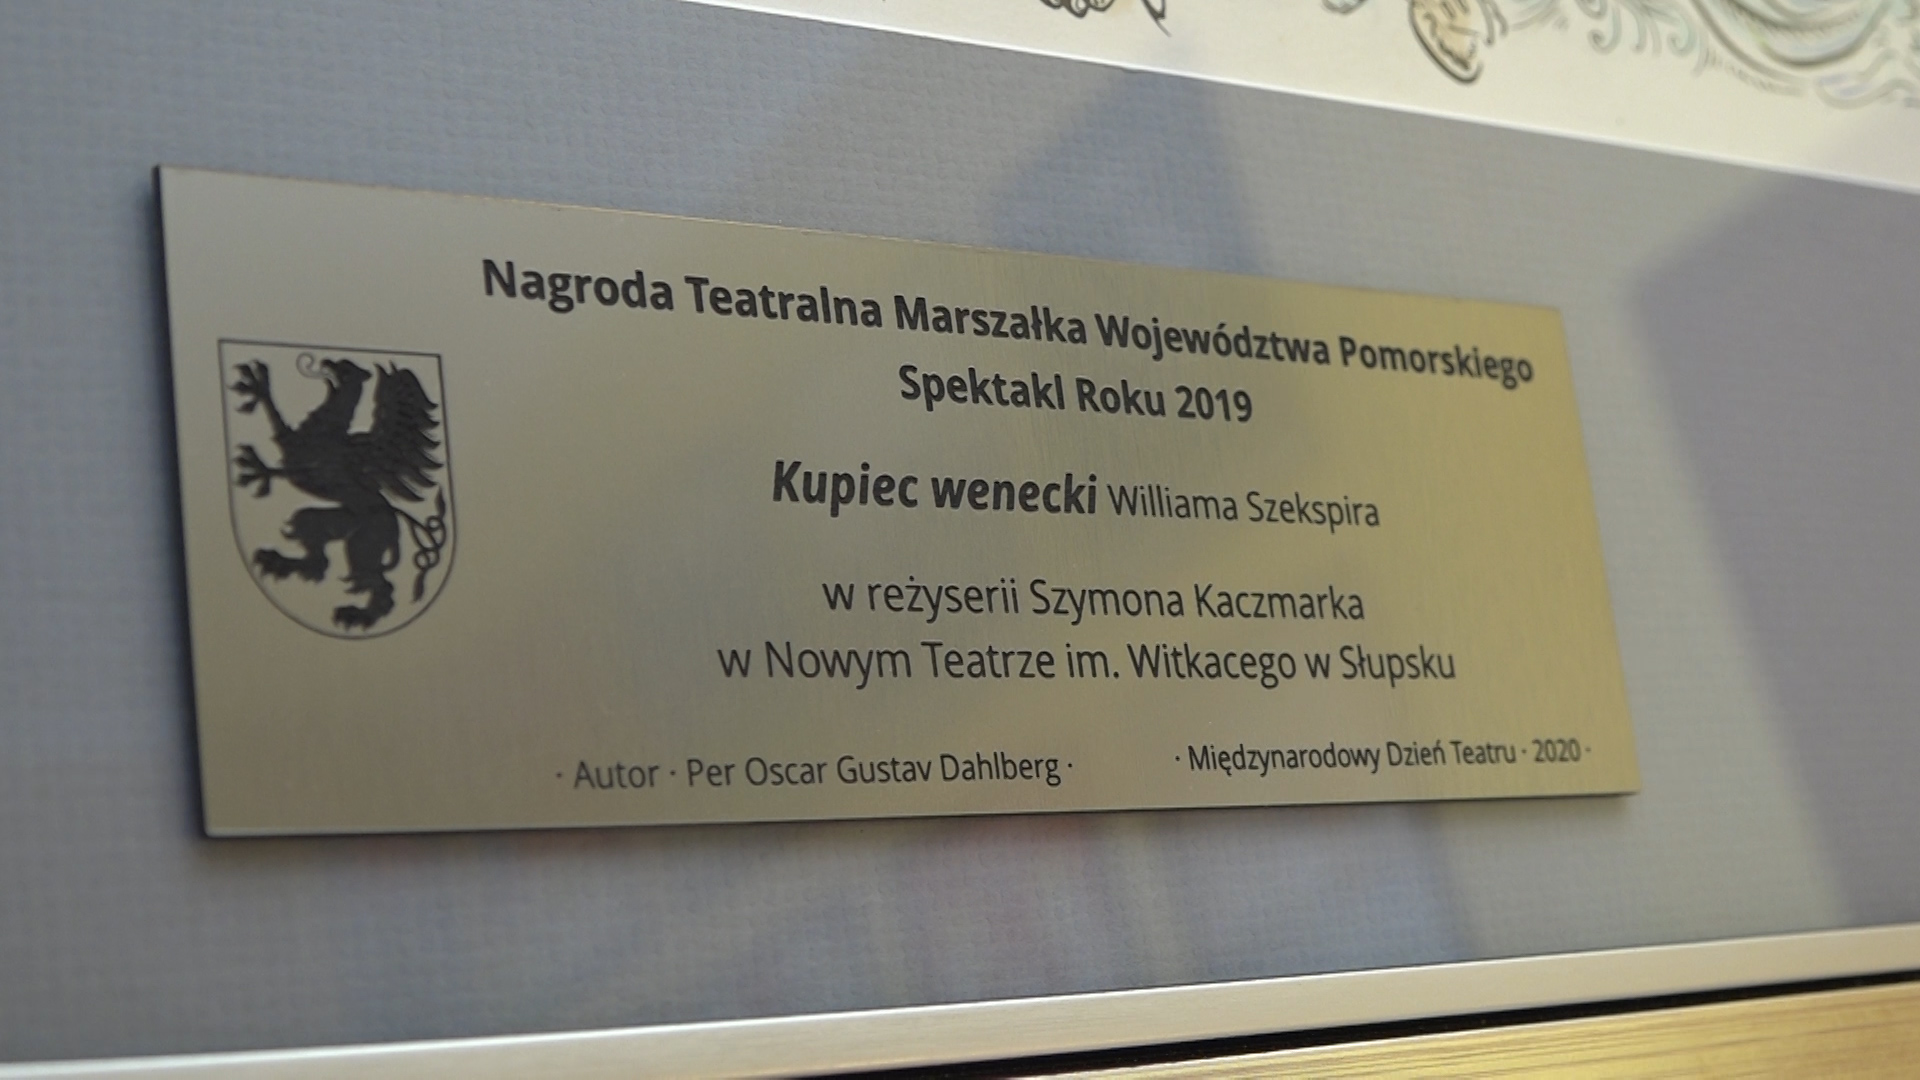 Nagroda Teatralna Marszałka Województwa Pomorskiego
Spektakl Roku 2019
Kupiec wenecki Williama Szekspira
w reżyserii Szymona Kaczmarka
w Nowym Teatrze im. Witkacego w Słupsku
· Autor · Per Oscar Gustav Dahlberg · · Międzynarodowy Dzień Teatru · 2020 ·